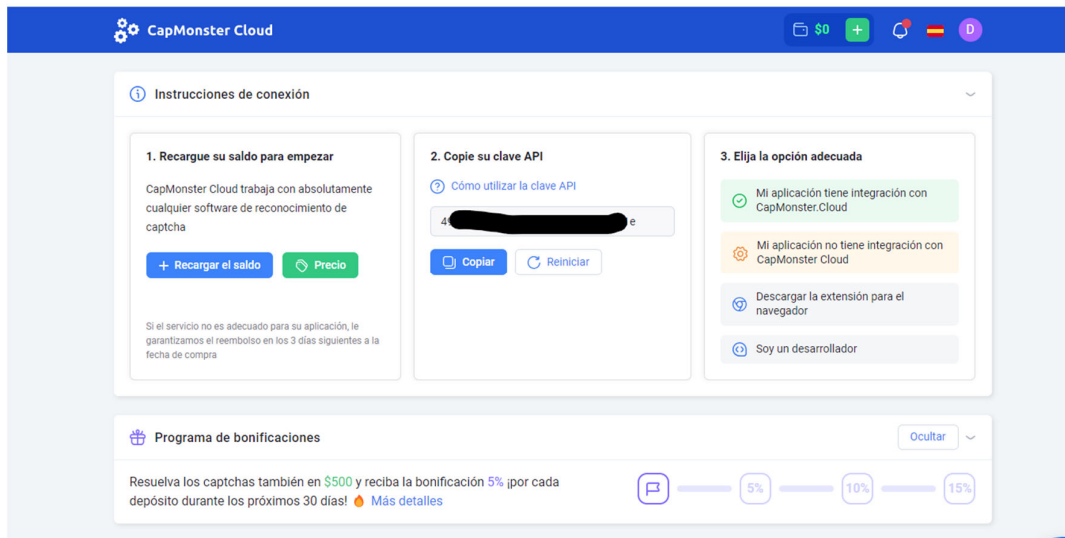 CapMonster Cloud
$0
+
D
Instrucciones de conexión
1. Recargue su saldo para empezar
CapMonster Cloud trabaja con absolutamente
cualquier software de reconocimiento de
captcha
+ Recargar el saldo
Precio
Si el servicio no es adecuado para su aplicación, le
garantizamos el reembolso en los 3 días siguientes a la
fecha de compra
2. Copie su clave API
Cómo utilizar la clave API
Copiar
Reiniciar
3. Elija la opción adecuada
Mi aplicación tiene integración con
CapMonster.Cloud
Mi aplicación no tiene integración con
CapMonster Cloud
Descargar la extensión para el
navegador
Soy un desarrollador
Programa de bonificaciones
Ocultar
Resuelva los captchas también en $500 y reciba la bonificación 5% ¡por cada
depósito durante los próximos 30 días! 🔥 Más detalles
5%
10%
15%